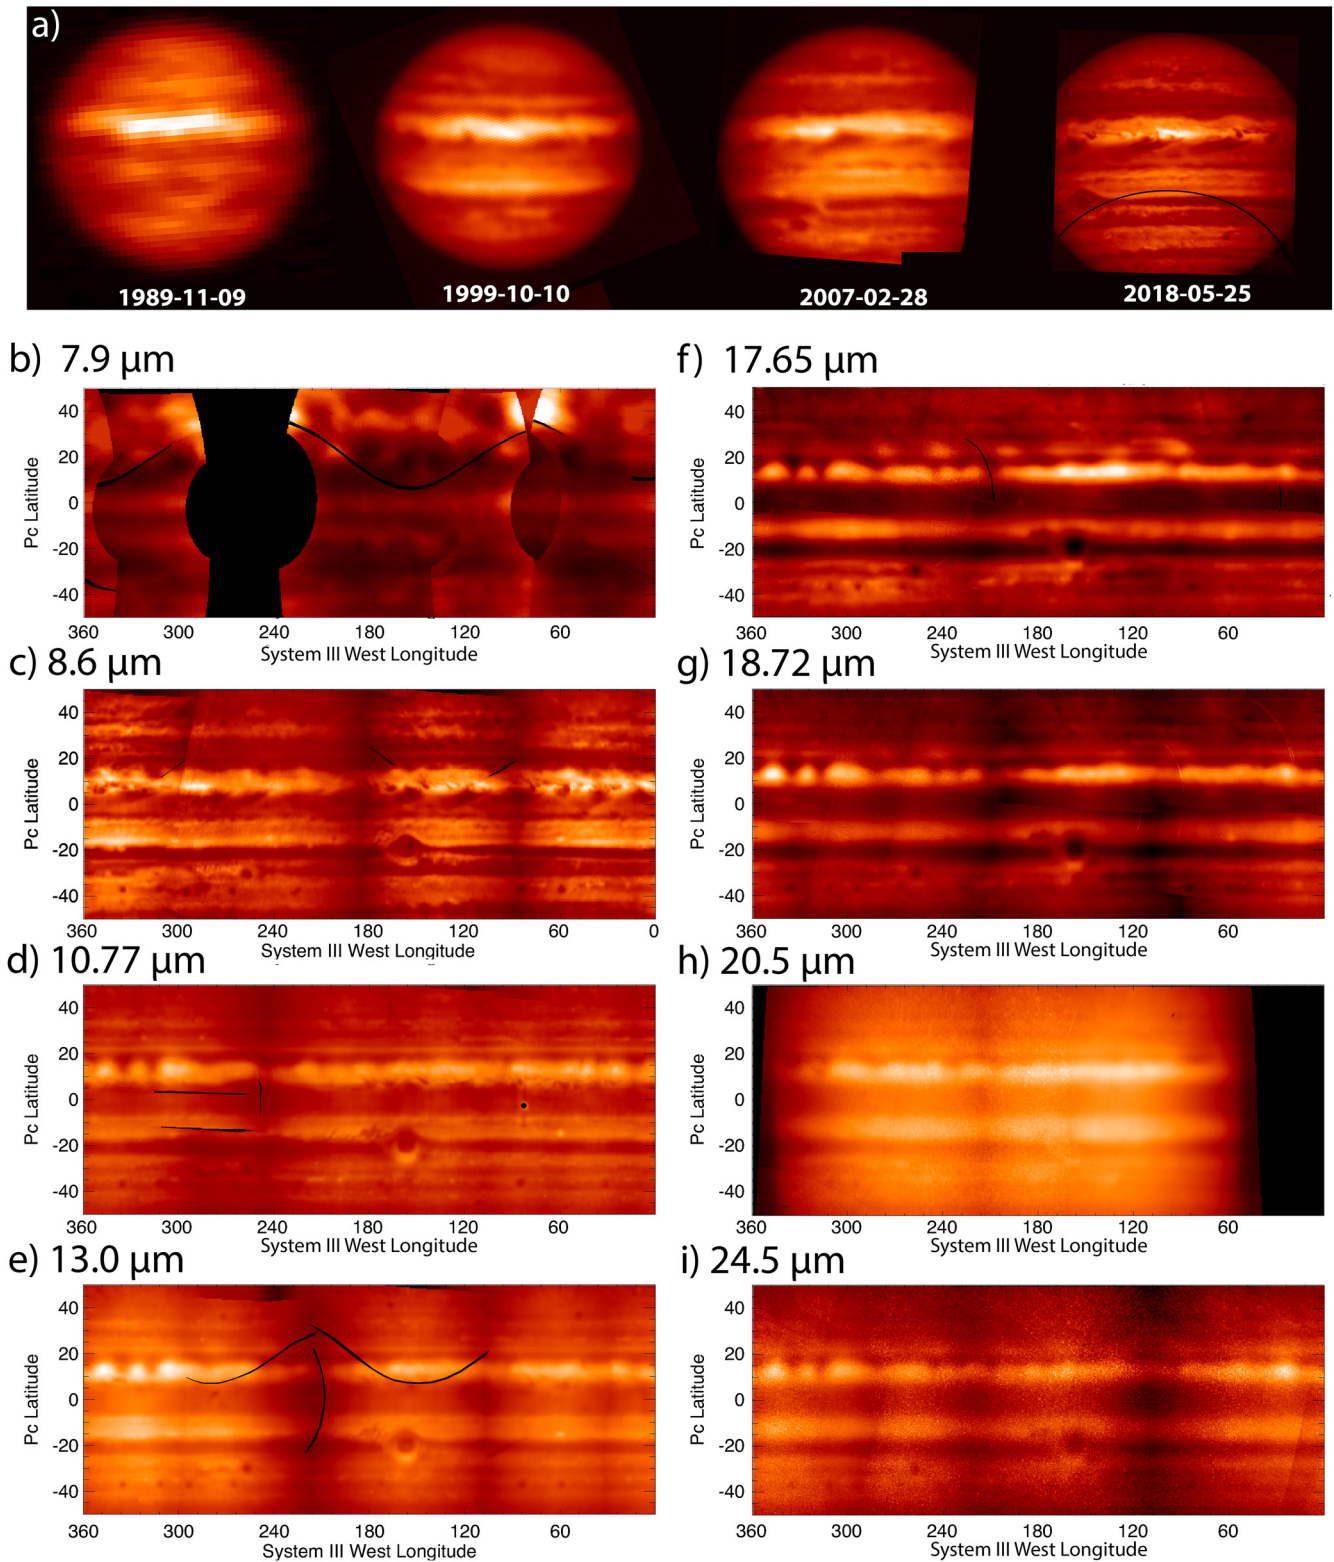 a)
1989-11-09 1999-10-10 2007-02-28 2018-05-25
b) 7.9 μm
Pc Latitude
40
20
0
-20
-40
360 300 240 180 120 60
System III West Longitude
c) 8.6 μm
Pc Latitude
40
20
0
-20
-40
360 300 240 180 120 60 0
System III West Longitude
d) 10.77 μm
Pc Latitude
40
20
0
-20
-40
360 300 240 180 120 60
System III West Longitude
e) 13.0 μm
Pc Latitude
40
20
0
-20
-40
360 300 240 180 120 60
System III West Longitude
f) 17.65 μm
Pc Latitude
40
20
0
-20
-40
360 300 240 180 120 60
System III West Longitude
g) 18.72 μm
Pc Latitude
40
20
0
-20
-40
360 300 240 180 120 60
System III West Longitude
h) 20.5 μm
Pc Latitude
40
20
0
-20
-40
360 300 240 180 120 60
System III West Longitude
i) 24.5 μm
Pc Latitude
40
20
0
-20
-40
360 300 240 180 120 60
System III West Longitude